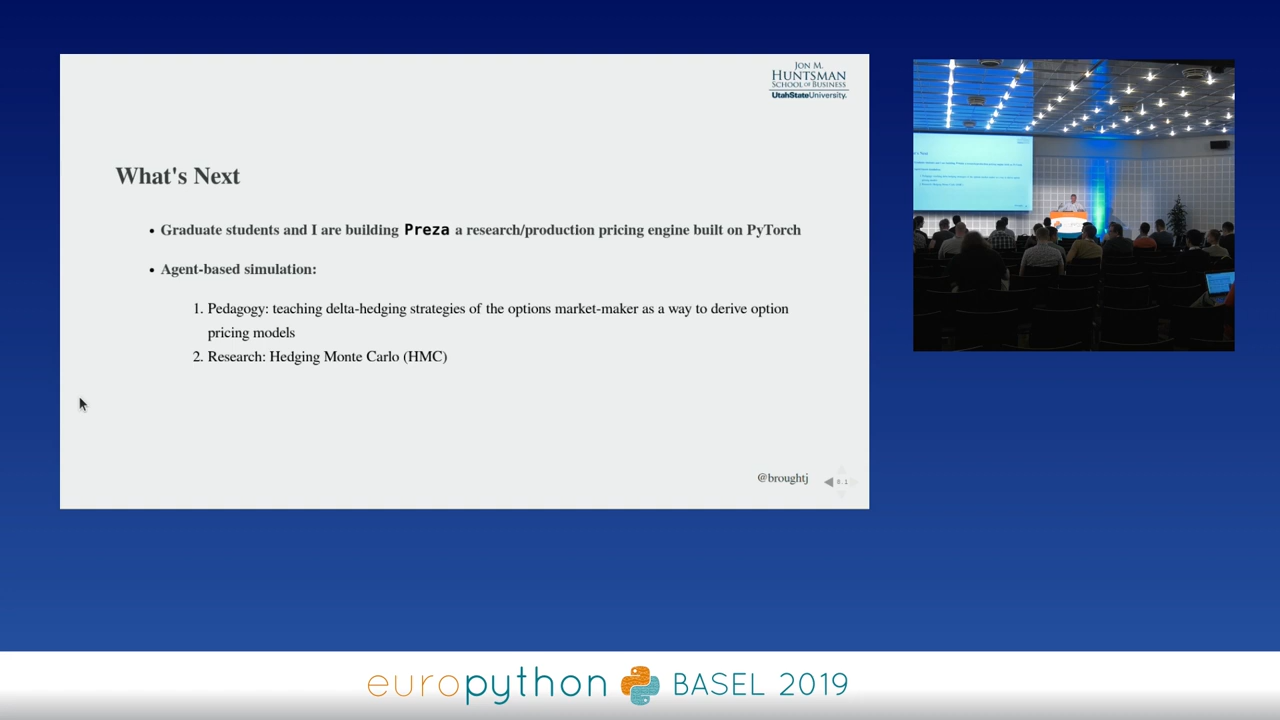 JON M.
HUNTSMAN
SCHOOL OF BUSINESS
UtahStateUniversity.
What's Next
• Graduate students and I are building Preza a research/production pricing engine built on PyTorch
• Agent-based simulation:
1. Pedagogy: teaching delta-hedging strategies of the options market-maker as a way to derive option
pricing models
2. Research: Hedging Monte Carlo (HMC)
@broughtj
europython BASEL 2019